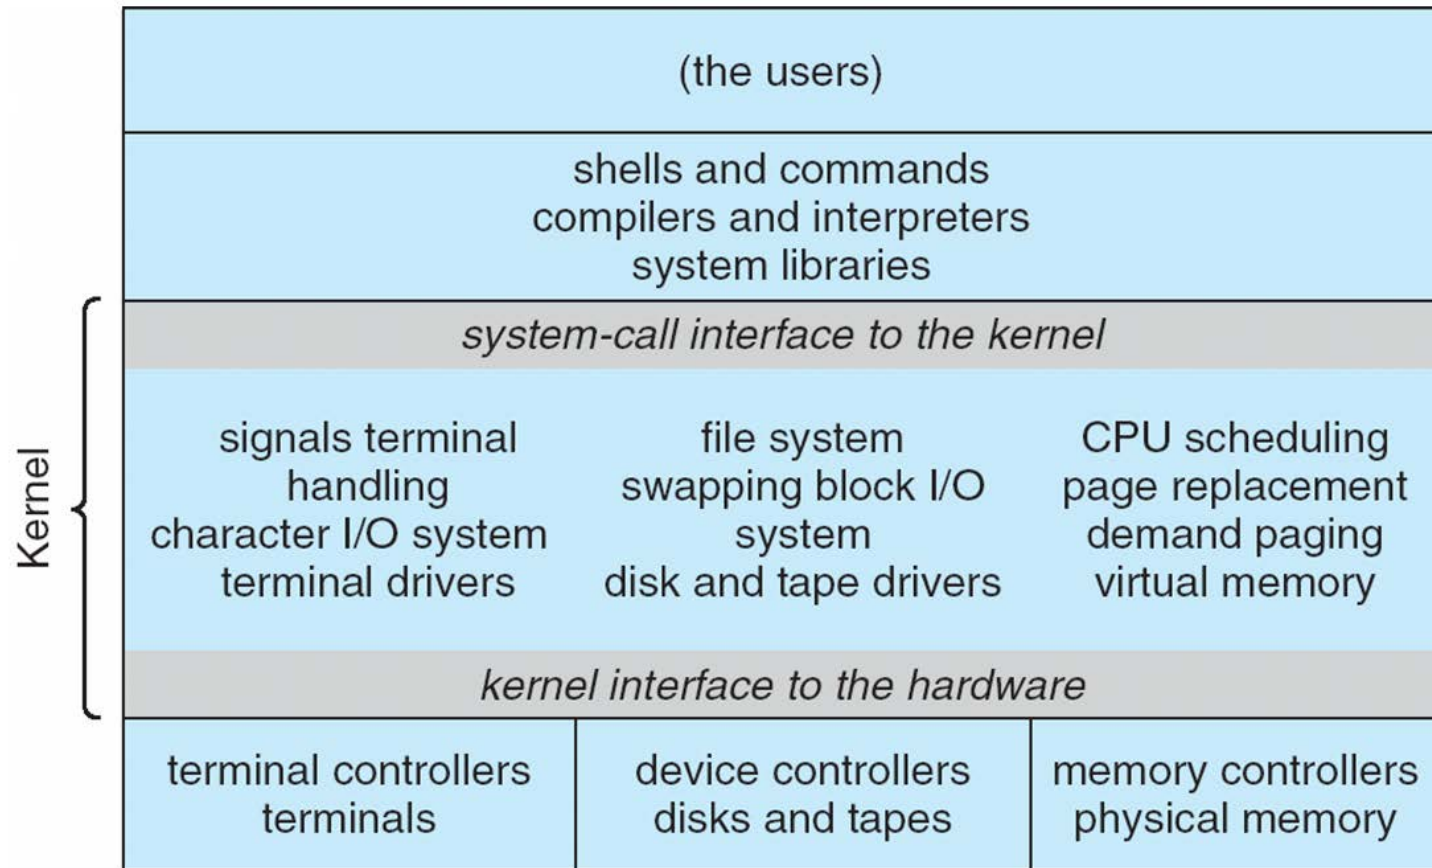 (the users)
shells and commands
compilers and interpreters
system libraries
system-call interface to the kernel
Kernel
signals terminal
handling
character I/O system
terminal drivers
file system
swapping block I/O
system
disk and tape drivers
CPU scheduling
page replacement
demand paging
virtual memory
kernel interface to the hardware
terminal controllers
terminals
device controllers
disks and tapes
memory controllers
physical memory